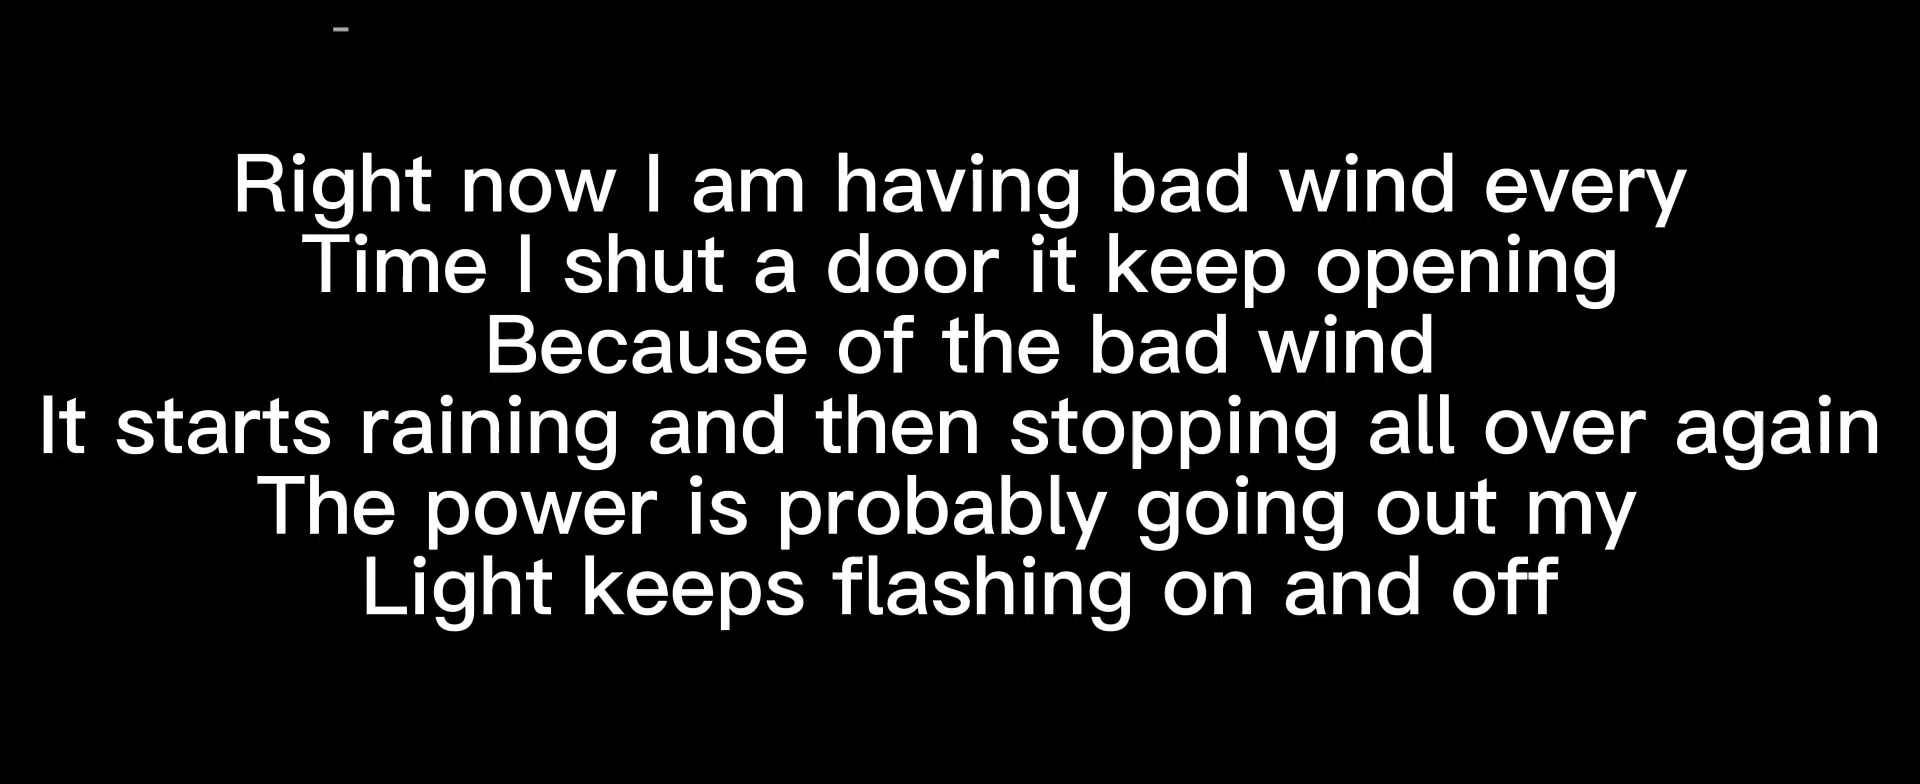 Right now I am having bad wind every
Time I shut a door it keep opening
Because of the bad wind
It starts raining and then stopping all over again
The power is probably going out my
Light keeps flashing on and off